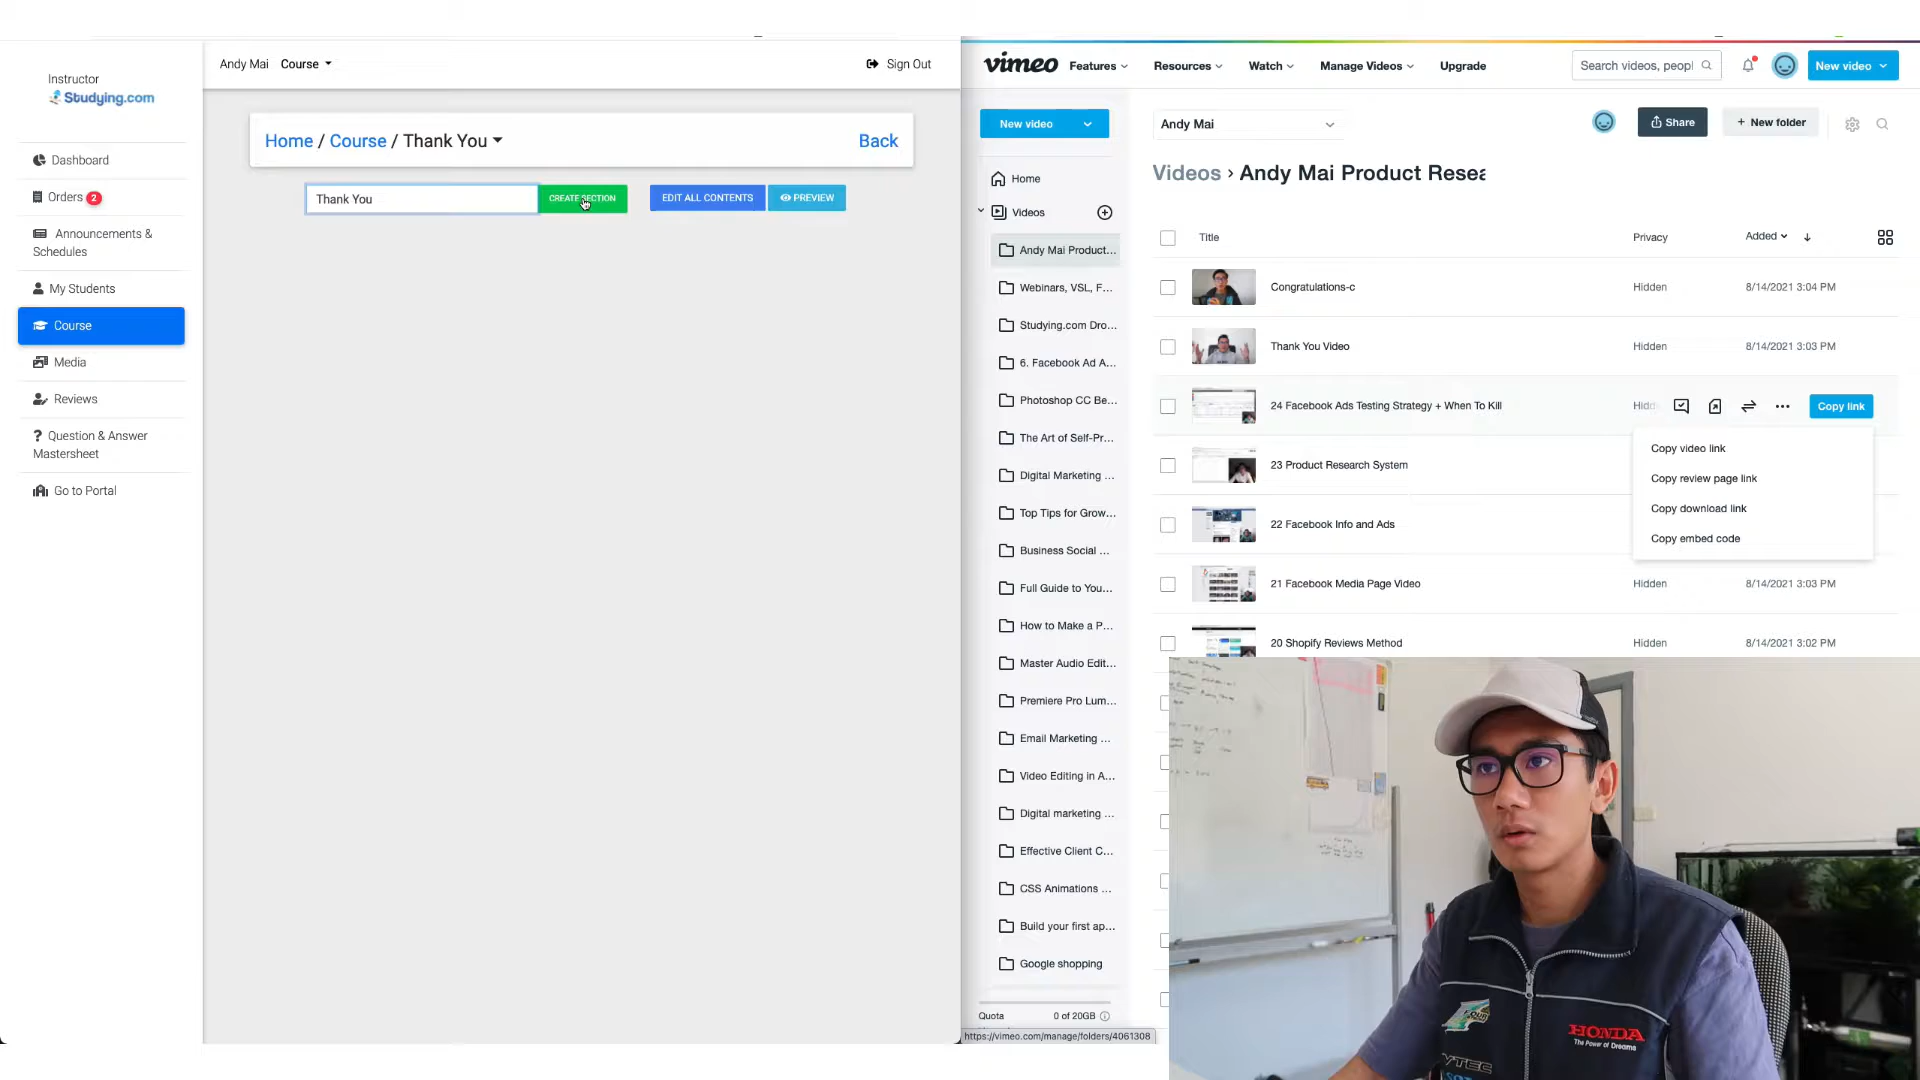 Instructor
Studying.com
Dashboard
Orders 2
Announcements &
Schedules
My Students
Course
Media
Reviews
? Question & Answer
Mastersheet
Go to Portal
Andy Mai Course
Sign Out
Home / Course / Thank You
Back
Thank You
CREATE SECTION
EDIT ALL CONTENTS
PREVIEW
vimeo
Features
Resources
Watch
Manage Videos
Upgrade
Search videos, peopl
New video
New video
Home
Videos
Andy Mai Product...
Webinars, VSL, F...
Studying.com Dro...
6. Facebook Ad A...
Photoshop CC Be...
The Art of Self-Pr...
Digital Marketing ...
Top Tips for Grow...
Business Social ...
Full Guide to You...
How to Make a P...
Master Audio Edit...
Premiere Pro Lum...
Email Marketing ...
Video Editing in A...
Digital marketing ...
Effective Client C...
CSS Animations ...
Build your first ap...
Google shopping
Quota 0 of 20GB
https://vimeo.com/manage/folders/4061308
Andy Mai
Share
+ New folder
Videos › Andy Mai Product Resea
Title Privacy Added
Congratulations-c Hidden 8/14/2021 3:04 PM
Thank You Video Hidden 8/14/2021 3:03 PM
24 Facebook Ads Testing Strategy + When To Kill Hidd Copy link
Copy video link
Copy review page link
Copy download link
Copy embed code
23 Product Research System
22 Facebook Info and Ads
21 Facebook Media Page Video Hidden 8/14/2021 3:03 PM
20 Shopify Reviews Method Hidden 8/14/2021 3:02 PM
HONDA
The Power of Dreams
VTEC